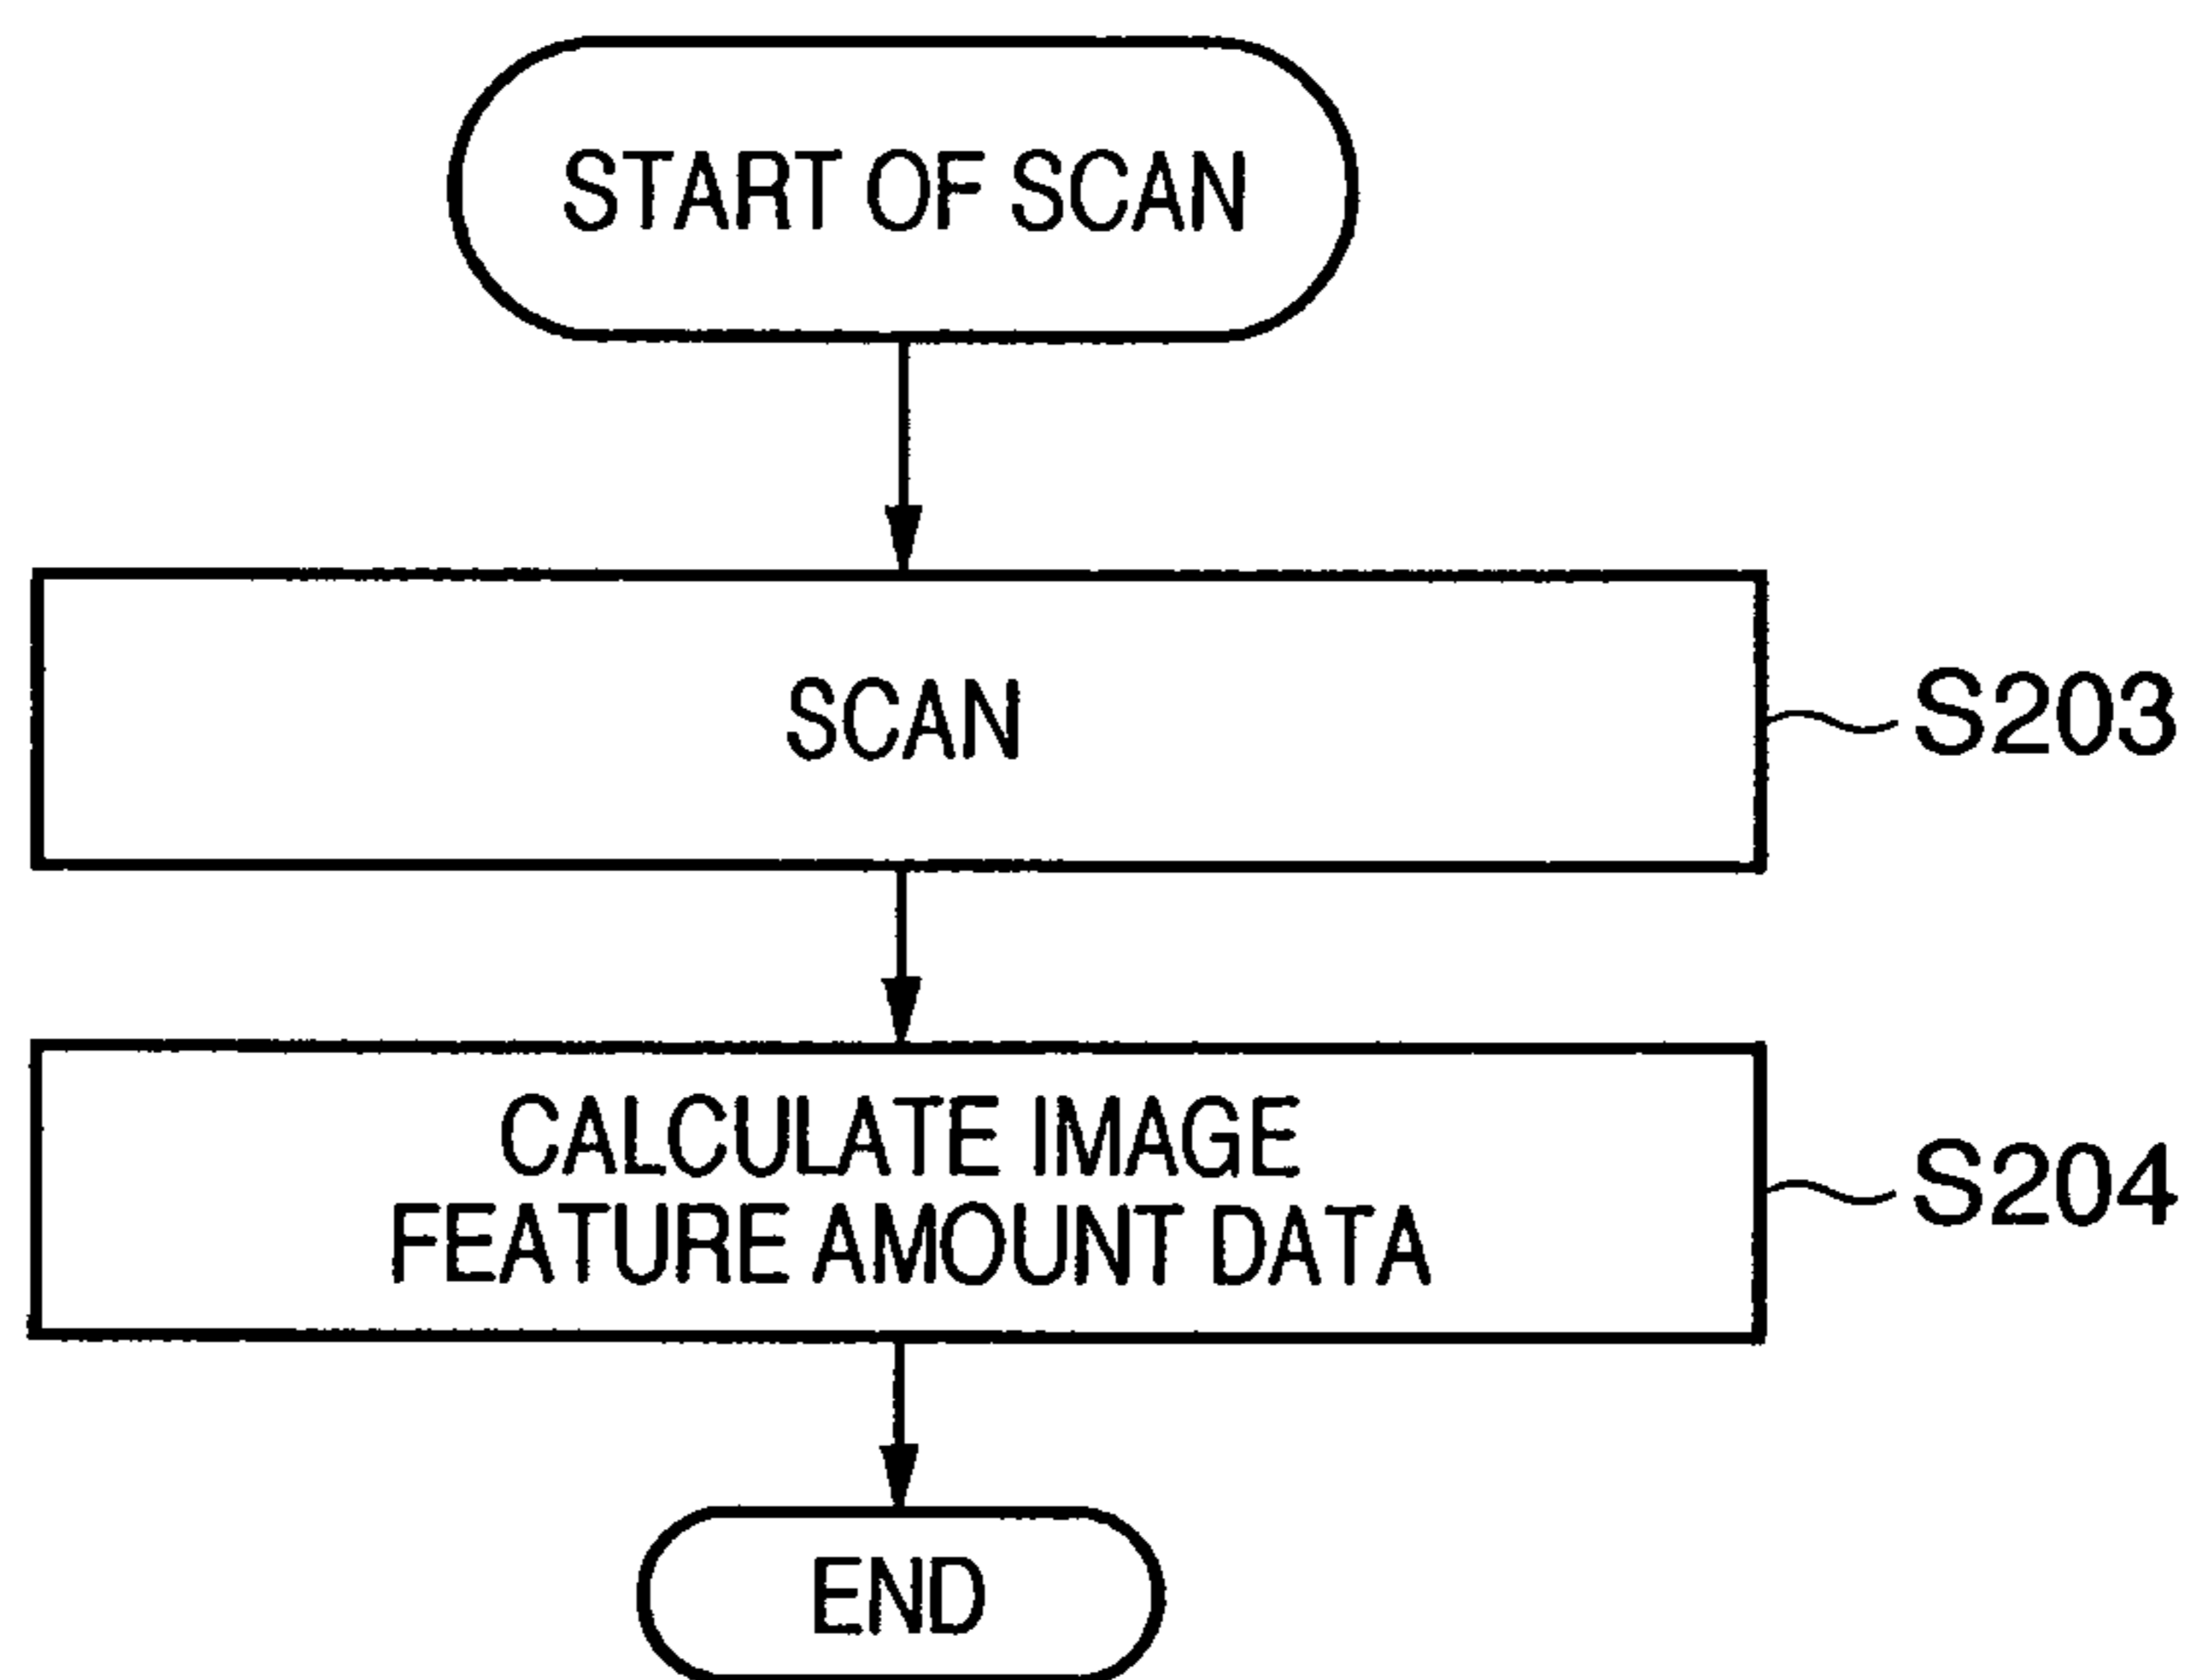 START OF SCAN
SCAN
S203
CALCULATE IMAGE
FEATURE AMOUNT DATA
S204
END